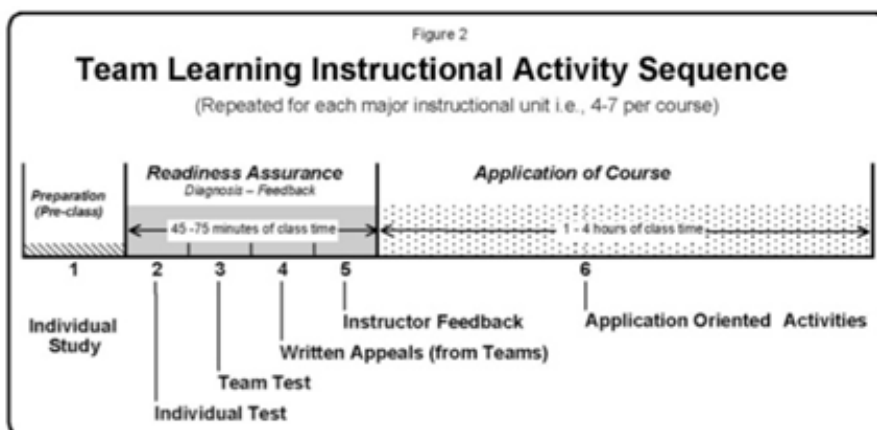 Figure 2
Team Learning Instructional Activity Sequence
(Repeated for each major instructional unit i.e., 4-7 per course)
Preparation
(Pre-class)
Readiness Assurance
Diagnosis – Feedback
Application of Course
45 -75 minutes of class time
1 - 4 hours of class time
1
2
3
4
5
6
Individual
Study
Instructor Feedback
Application Oriented Activities
Written Appeals (from Teams)
Team Test
Individual Test